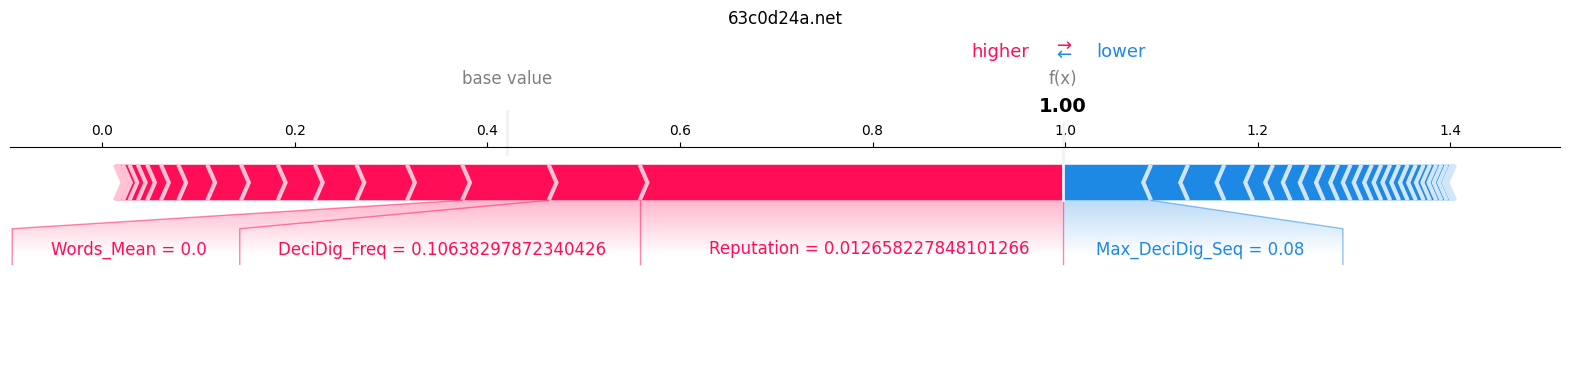 63c0d24a.net
higher ⇄ lower
base value f(x)
1.00
0.0 0.2 0.4 0.6 0.8 1.0 1.2 1.4
Words_Mean = 0.0 DeciDig_Freq = 0.10638297872340426 Reputation = 0.012658227848101266 Max_DeciDig_Seq = 0.08